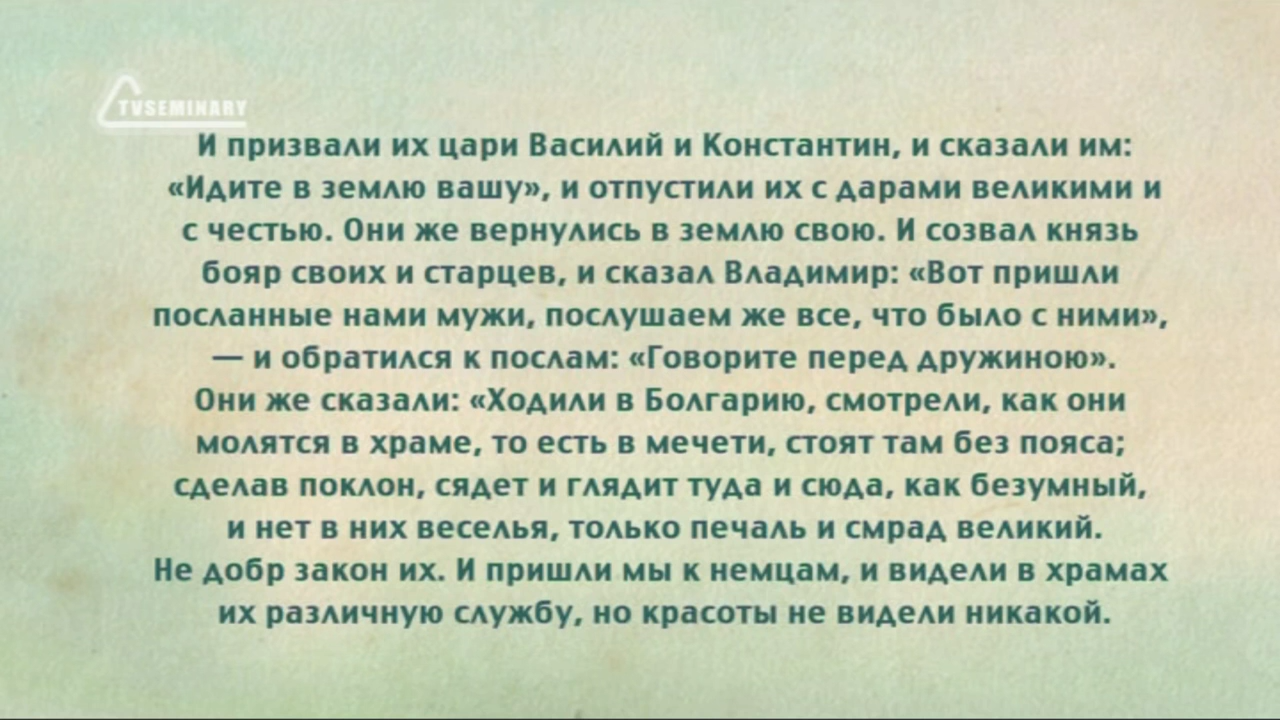 TVSEMINARY
И призвали их цари Василий и Константин, и сказали им:
«Идите в землю вашу», и отпустили их с дарами великими и
с честью. Они же вернулись в землю свою. И созвал князь
бояр своих и старцев, и сказал Владимир: «Вот пришли
посланные нами мужи, послушаем же все, что было с ними»,
— и обратился к послам: «Говорите перед дружиною».
Они же сказали: «Ходили в Болгарию, смотрели, как они
молятся в храме, то есть в мечети, стоят там без пояса;
сделав поклон, сядет и глядит туда и сюда, как безумный,
и нет в них веселья, только печаль и смрад великий.
Не добр закон их. И пришли мы к немцам, и видели в храмах
их различную службу, но красоты не видели никакой.